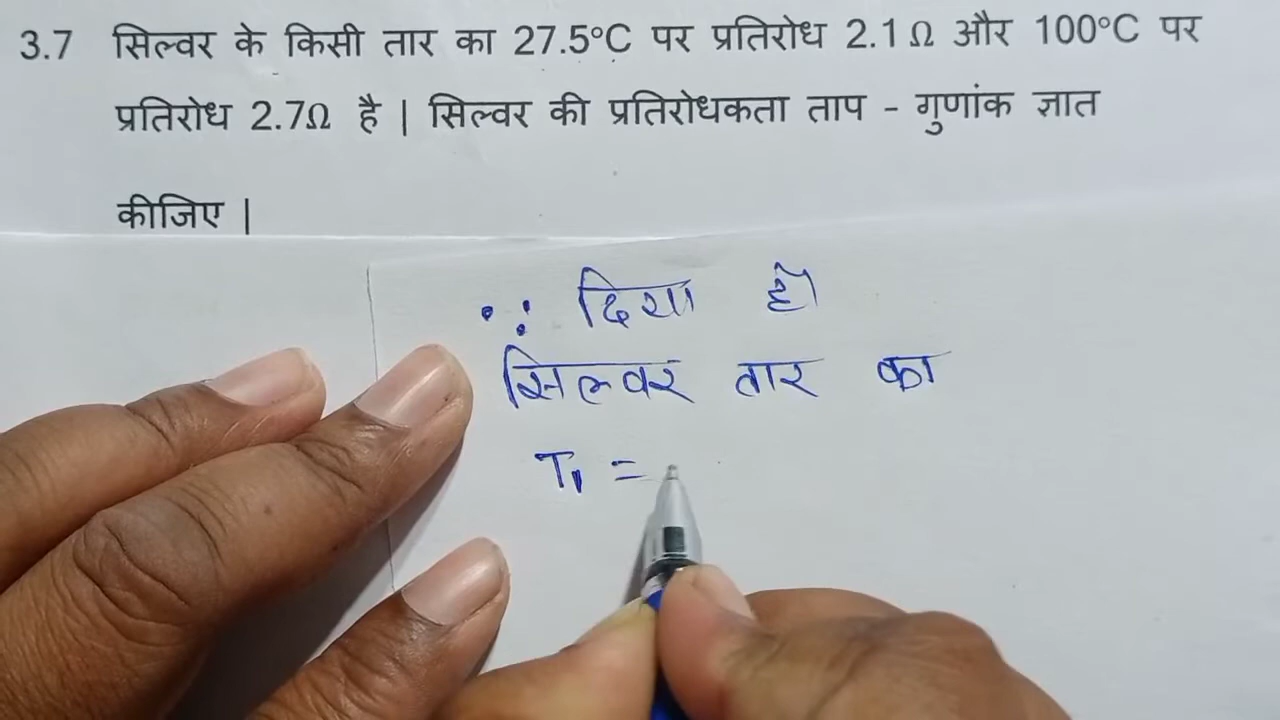 3.7 सिल्वर के किसी तार का 27.5°C पर प्रतिरोध 2.1 Ω और 100°C पर
प्रतिरोध 2.7Ω है | सिल्वर की प्रतिरोधकता ताप - गुणांक ज्ञात
कीजिए |
∵ दिया है
सिल्वर तार का
T₁ =